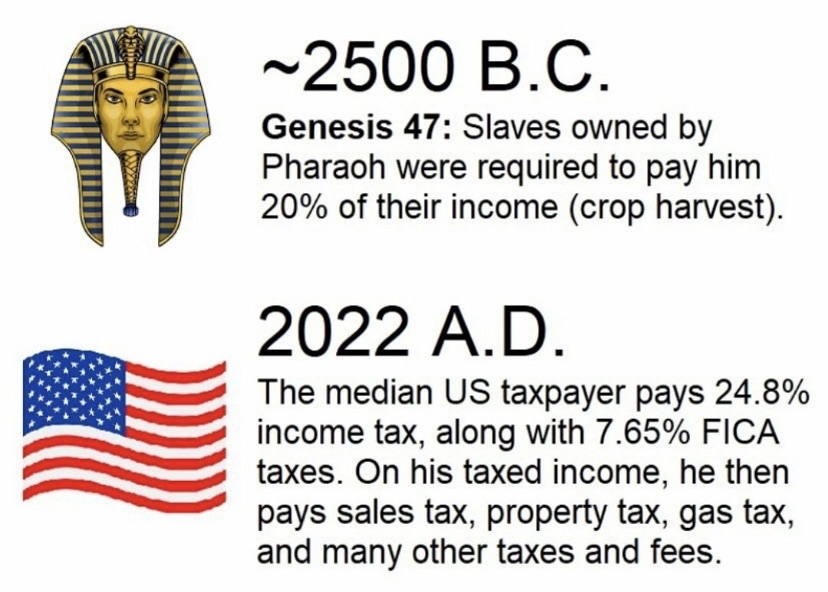 ~2500 B.C.
Genesis 47: Slaves owned by
Pharaoh were required to pay him
20% of their income (crop harvest).
2022 A.D.
The median US taxpayer pays 24.8%
income tax, along with 7.65% FICA
taxes. On his taxed income, he then
pays sales tax, property tax, gas tax,
and many other taxes and fees.